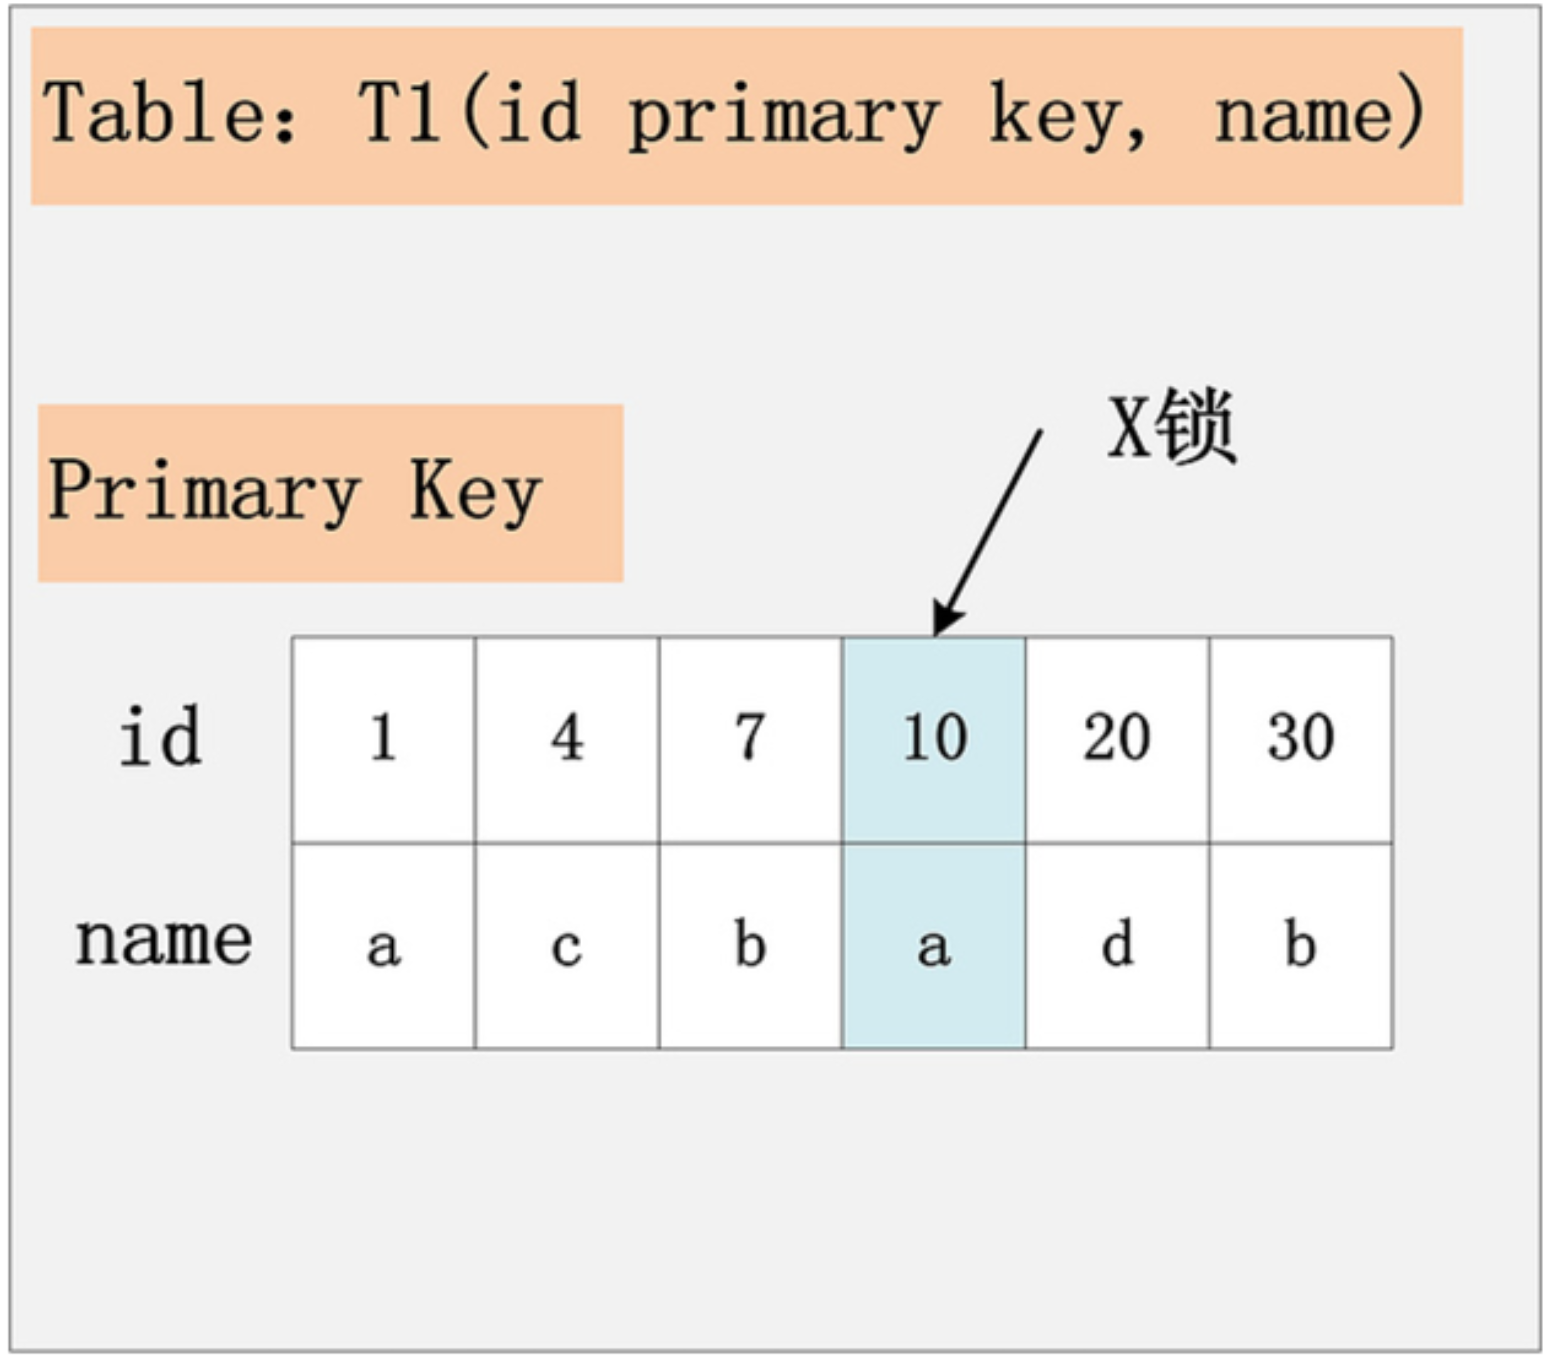 Table: T1(id primary key, name)
X锁
Primary Key
id 1 4 7 10 20 30
name a c b a d b